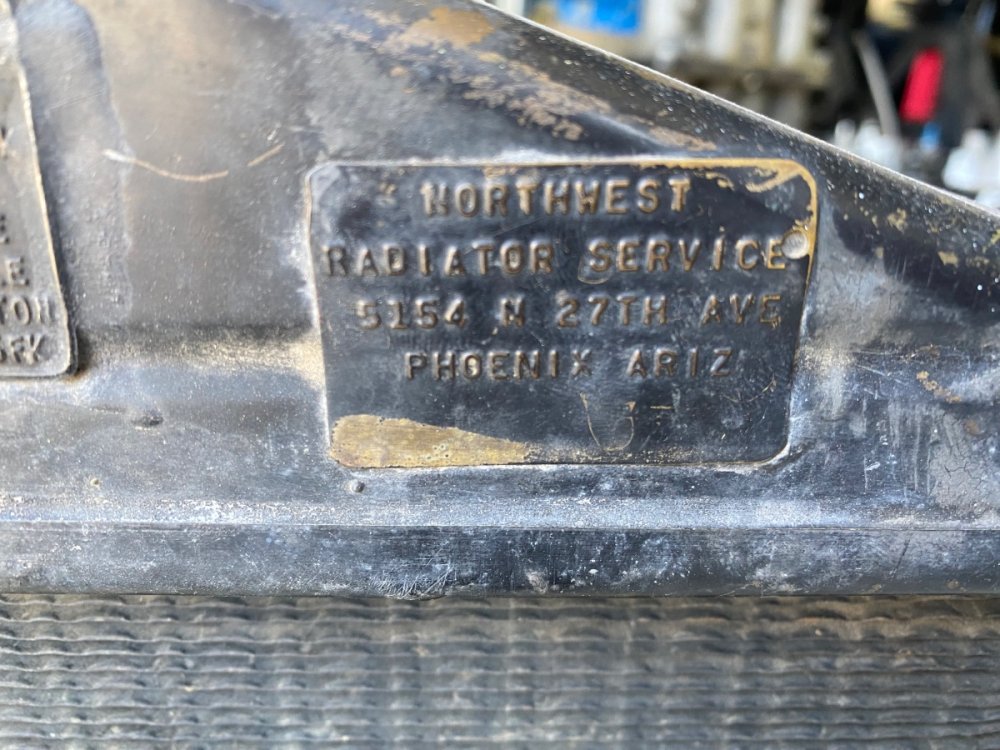 NORTHWEST
RADIATOR SERVICE
5154 N 27TH AVE
PHOENIX ARIZ